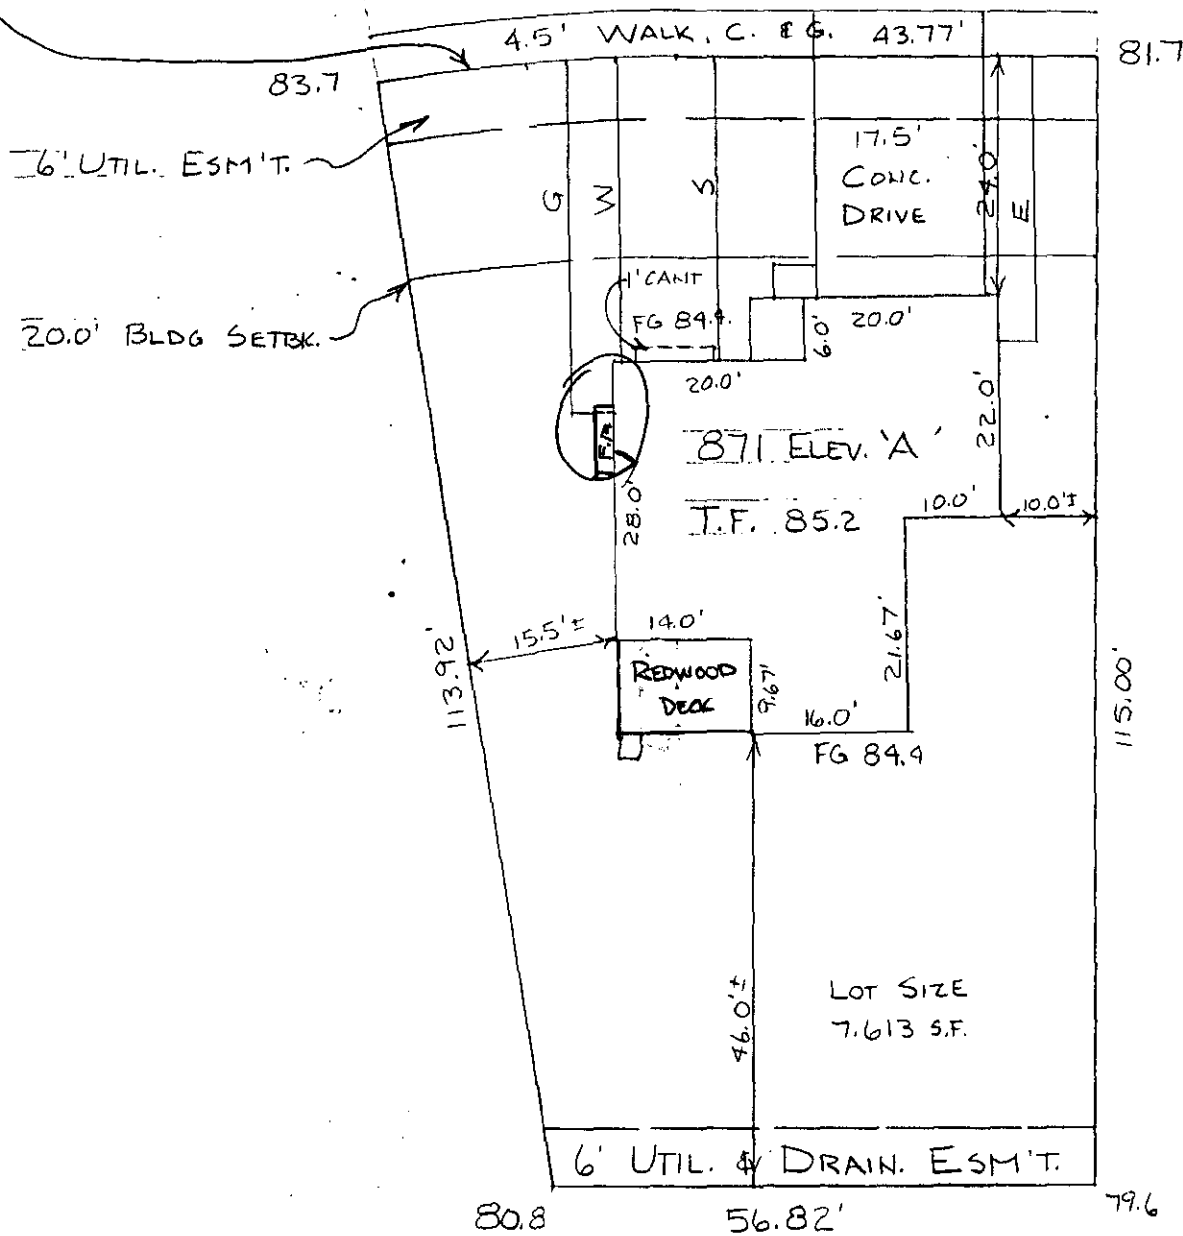 4.5' WALK, C. & G. 43.77'
83.7
81.7
6' UTIL. ESM'T.
G
W
S
17.5'
CONC.
DRIVE
24.0'
E
1' CANT
FG 84.4
20.0' BLDG SETBK.
6.0'
20.0'
20.0'
22.0'
F.P.
871 ELEV. 'A'
28.0'
T.F. 85.2
10.0'
10.0'±
15.5'±
14.0'
113.92'
REDWOOD
DECK
9.67'
21.67'
16.0'
FG 84.4
115.00'
46.0'±
LOT SIZE
7,613 S.F.
6' UTIL. & DRAIN. ESM'T.
80.8
56.82'
79.6